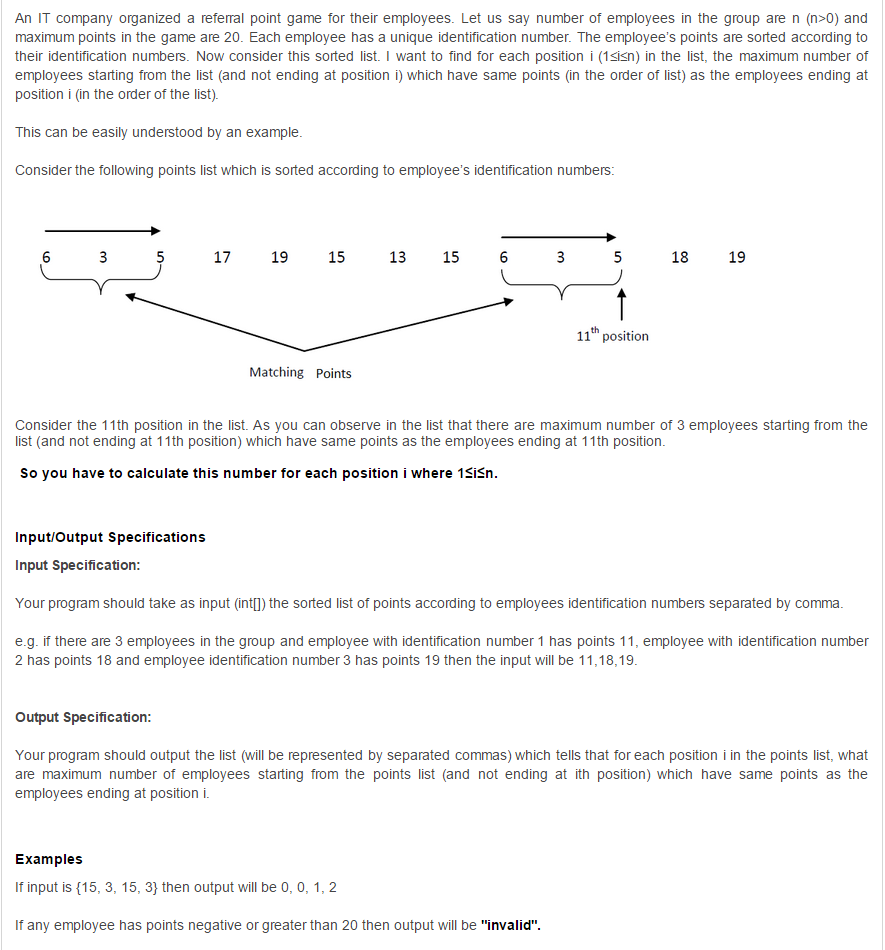 An IT company organized a referral point game for their employees. Let us say number of employees in the group are n (n>0) and
maximum points in the game are 20. Each employee has a unique identification number. The employee's points are sorted according to
their identification numbers. Now consider this sorted list. I want to find for each position i (1≤i≤n) in the list, the maximum number of
employees starting from the list (and not ending at position i) which have same points (in the order of list) as the employees ending at
position i (in the order of the list).
This can be easily understood by an example.
Consider the following points list which is sorted according to employee's identification numbers:
6 3 5 17 19 15 13 15 6 3 5 18 19
11th position
Matching Points
Consider the 11th position in the list. As you can observe in the list that there are maximum number of 3 employees starting from the
list (and not ending at 11th position) which have same points as the employees ending at 11th position.
So you have to calculate this number for each position i where 1≤i≤n.
Input/Output Specifications
Input Specification:
Your program should take as input (int[]) the sorted list of points according to employees identification numbers separated by comma.
e.g. if there are 3 employees in the group and employee with identification number 1 has points 11, employee with identification number
2 has points 18 and employee identification number 3 has points 19 then the input will be 11,18,19.
Output Specification:
Your program should output the list (will be represented by separated commas) which tells that for each position i in the points list, what
are maximum number of employees starting from the points list (and not ending at ith position) which have same points as the
employees ending at position i.
Examples
If input is {15, 3, 15, 3} then output will be 0, 0, 1, 2
If any employee has points negative or greater than 20 then output will be "invalid".